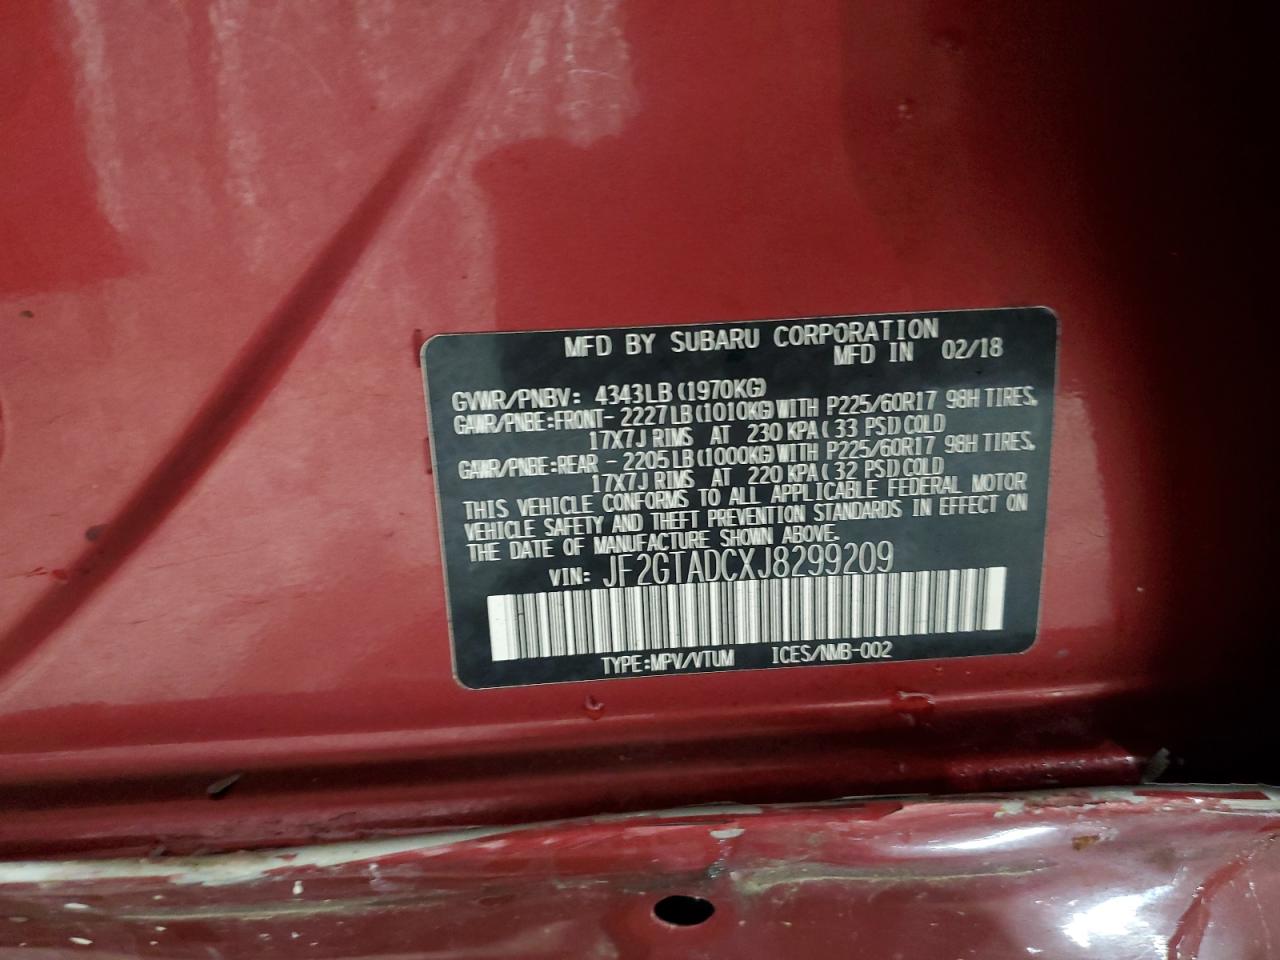 MFD BY SUBARU CORPORATION
MFD IN 02/18
GVWR/PNBV: 4343LB (1970KG)
GAWR/PNBE:FRONT- 2227LB(1010KG)WITH P225/60R17 98H TIRES,
17X7J RIMS AT 230 KPA( 33 PSI)COLD
GAWR/PNBE:REAR - 2205LB(1000KG)WITH P225/60R17 98H TIRES,
17X7J RIMS AT 220 KPA( 32 PSI)COLD
THIS VEHICLE CONFORMS TO ALL APPLICABLE FEDERAL MOTOR
VEHICLE SAFETY AND THEFT PREVENTION STANDARDS IN EFFECT ON
THE DATE OF MANUFACTURE SHOWN ABOVE.
VIN: JF2GTADCXJ8299209
TYPE:MPV/VTUM ICES/NMB-002